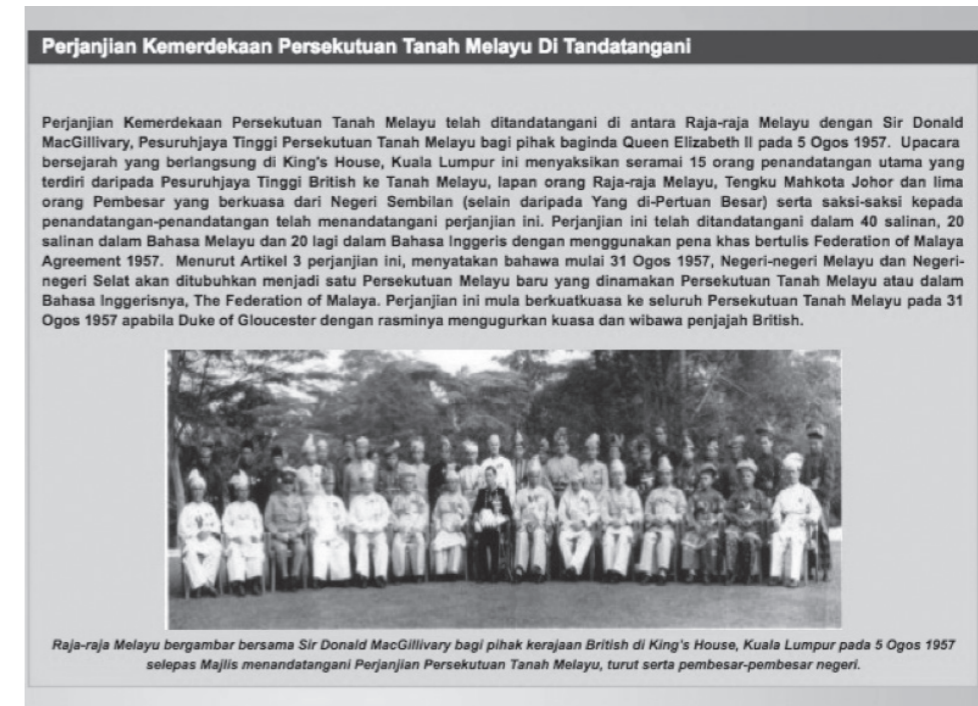 Perjanjian Kemerdekaan Persekutuan Tanah Melayu Di Tandatangani
Perjanjian Kemerdekaan Persekutuan Tanah Melayu telah ditandatangani di antara Raja-raja Melayu dengan Sir Donald
MacGillivary, Pesuruhjaya Tinggi Persekutuan Tanah Melayu bagi pihak baginda Queen Elizabeth II pada 5 Ogos 1957. Upacara
bersejarah yang berlangsung di King's House, Kuala Lumpur ini menyaksikan seramai 15 orang penandatangan utama yang
terdiri daripada Pesuruhjaya Tinggi British ke Tanah Melayu, lapan orang Raja-raja Melayu, Tengku Mahkota Johor dan lima
orang Pembesar yang berkuasa dari Negeri Sembilan (selain daripada Yang di-Pertuan Besar) serta saksi-saksi kepada
penandatangan-penandatangan telah menandatangani perjanjian ini. Perjanjian ini telah ditandatangani dalam 40 salinan, 20
salinan dalam Bahasa Melayu dan 20 lagi dalam Bahasa Inggeris dengan menggunakan pena khas bertulis Federation of Malaya
Agreement 1957. Menurut Artikel 3 perjanjian ini, menyatakan bahawa mulai 31 Ogos 1957, Negeri-negeri Melayu dan Negeri-
negeri Selat akan ditubuhkan menjadi satu Persekutuan Melayu baru yang dinamakan Persekutuan Tanah Melayu atau dalam
Bahasa Inggerisnya, The Federation of Malaya. Perjanjian ini mula berkuatkuasa ke seluruh Persekutuan Tanah Melayu pada 31
Ogos 1957 apabila Duke of Gloucester dengan rasminya mengugurkan kuasa dan wibawa penjajah British.
Raja-raja Melayu bergambar bersama Sir Donald MacGillivary bagi pihak kerajaan British di King's House, Kuala Lumpur pada 5 Ogos 1957
selepas Majlis menandatangani Perjanjian Persekutuan Tanah Melayu, turut serta pembesar-pembesar negeri.